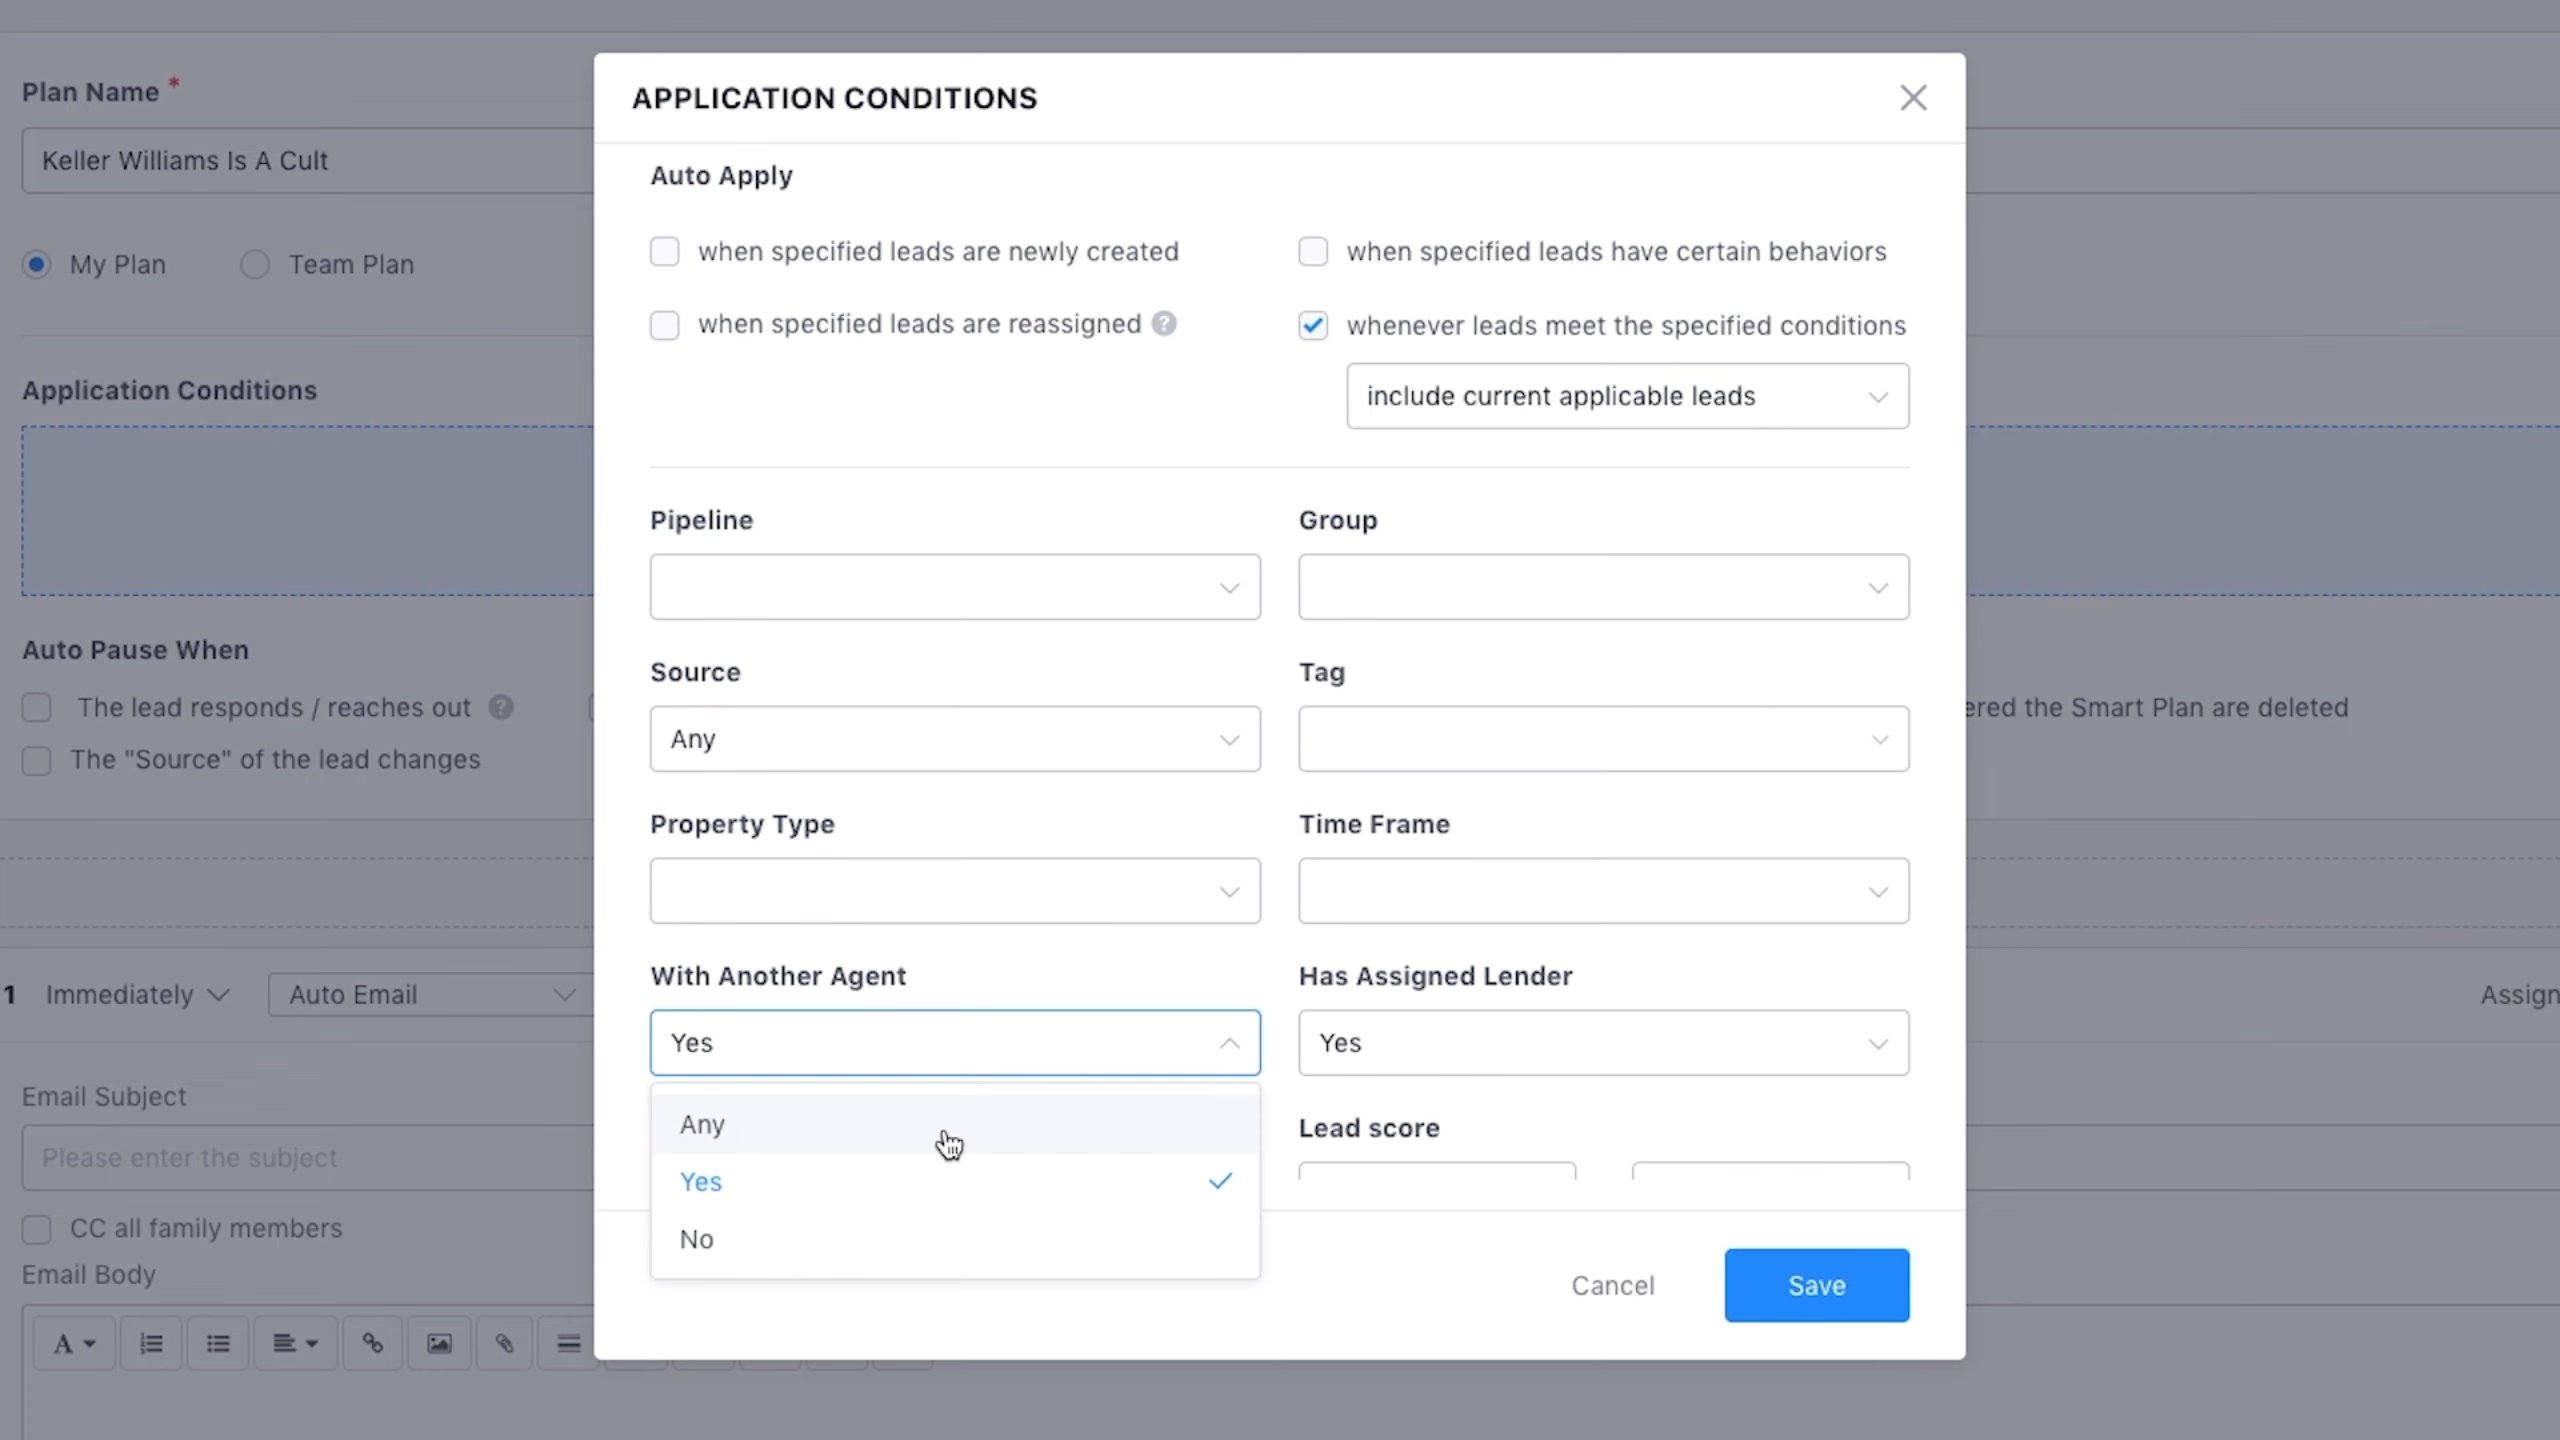 Plan Name *
Keller Williams Is A Cult
My Plan
Team Plan
Application Conditions
Auto Pause When
The lead responds / reaches out ?
The "Source" of the lead changes
ered the Smart Plan are deleted
1 Immediately
Auto Email
Assign
Email Subject
Please enter the subject
CC all family members
Email Body
A
APPLICATION CONDITIONS
Auto Apply
when specified leads are newly created
when specified leads have certain behaviors
when specified leads are reassigned ?
whenever leads meet the specified conditions
include current applicable leads
Pipeline
Group
Source
Tag
Any
Property Type
Time Frame
With Another Agent
Has Assigned Lender
Yes
Yes
Any
Yes
No
Lead score
Cancel
Save